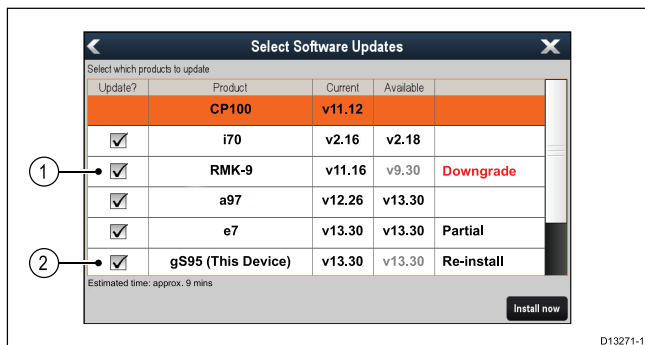 Select Software Updates
Select which products to update
Update? Product Current Available
CP100 v11.12
i70 v2.16 v2.18
1 RMK-9 v11.16 v9.30 Downgrade
a97 v12.26 v13.30
e7 v13.30 v13.30 Partial
2 gS95 (This Device) v13.30 v13.30 Re-install
Estimated time: approx. 9 mins
Install now
D13271-1